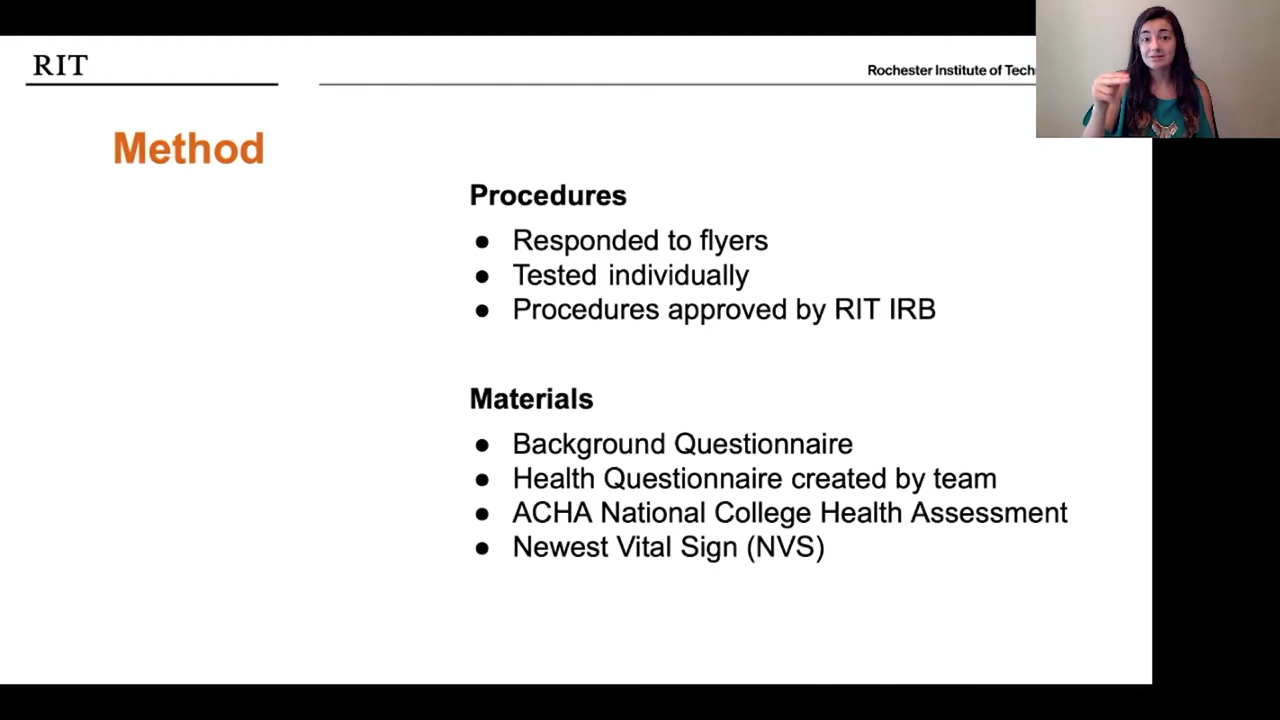 RIT
Rochester Institute of Tech
Method
Procedures
● Responded to flyers
● Tested individually
● Procedures approved by RIT IRB
Materials
● Background Questionnaire
● Health Questionnaire created by team
● ACHA National College Health Assessment
● Newest Vital Sign (NVS)